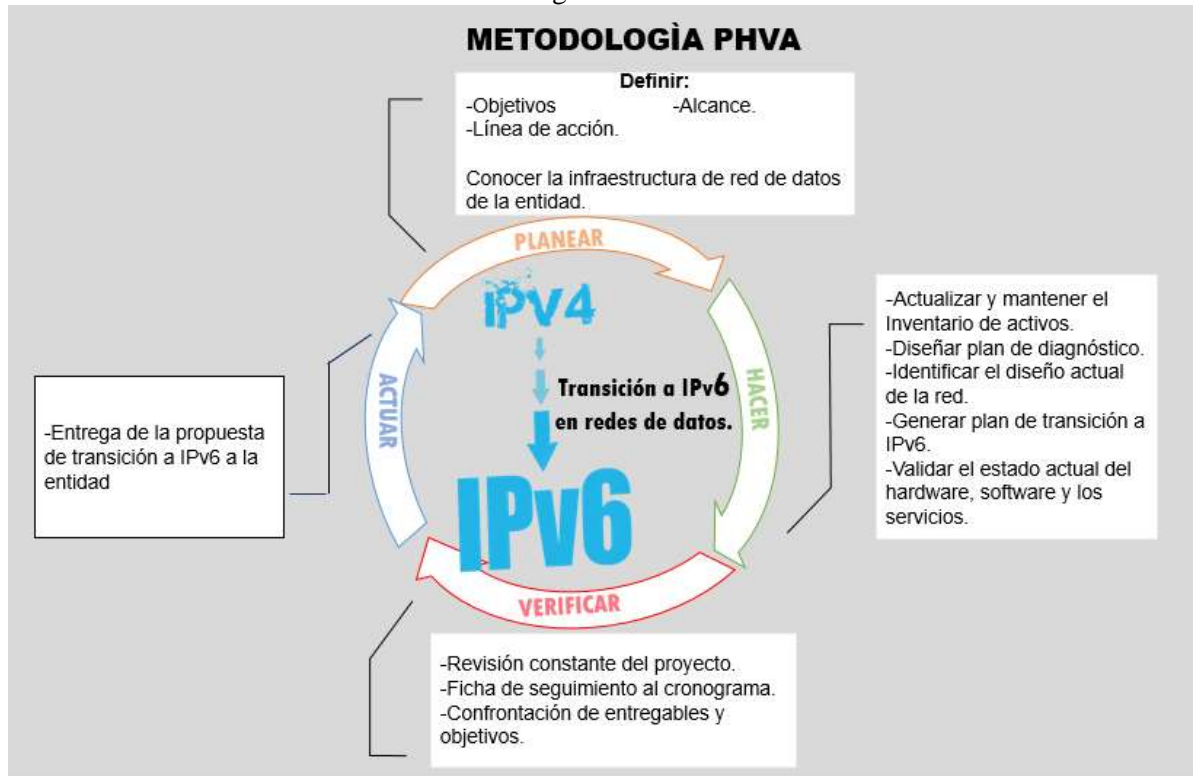 METODOLOGÌA PHVA
Definir:
-Objetivos -Alcance.
-Línea de acción.
Conocer la infraestructura de red de datos
de la entidad.
PLANEAR
IPV4
Transición a IPv6
en redes de datos.
IPv6
HACER
-Actualizar y mantener el
Inventario de activos.
-Diseñar plan de diagnóstico.
-Identificar el diseño actual
de la red.
-Generar plan de transición a
IPv6.
-Validar el estado actual del
hardware, software y los
servicios.
VERIFICAR
-Revisión constante del proyecto.
-Ficha de seguimiento al cronograma.
-Confrontación de entregables y
objetivos.
ACTUAR
-Entrega de la propuesta
de transición a IPv6 a la
entidad